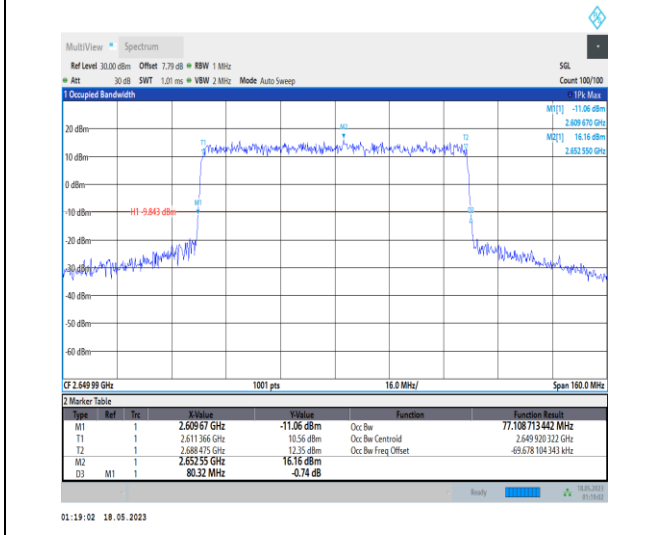 MultiView Spectrum
Ref Level 30.00 dBm Offset 7.79 dB RBW 1 MHz SGL
Att 30 dB SWT 1.01 ms VBW 2 MHz Mode Auto Sweep Count 100/100
1 Occupied Bandwidth 1Pk Max
M1[1] -11.06 dBm
2.609 670 GHz
M2[1] 16.16 dBm
2.652 550 GHz
20 dBm
M2
T1
T2
10 dBm
0 dBm
M1
-10 dBm H1 -9.843 dBm
D3
-20 dBm
-30 dBm
-40 dBm
-50 dBm
-60 dBm
CF 2.649 99 GHz 1001 pts 16.0 MHz/ Span 160.0 MHz
2 Marker Table
Type Ref Trc X-Value Y-Value Function Function Result
M1 1 2.609 67 GHz -11.06 dBm Occ Bw 77.108 713 442 MHz
T1 1 2.611 366 GHz 10.56 dBm Occ Bw Centroid 2.649 920 322 GHz
T2 1 2.688 475 GHz 12.35 dBm Occ Bw Freq Offset -69.678 104 343 kHz
M2 1 2.652 55 GHz 16.16 dBm
D3 M1 1 80.32 MHz -0.74 dB
Ready 18.05.2023
01:19:02
01:19:02 18.05.2023